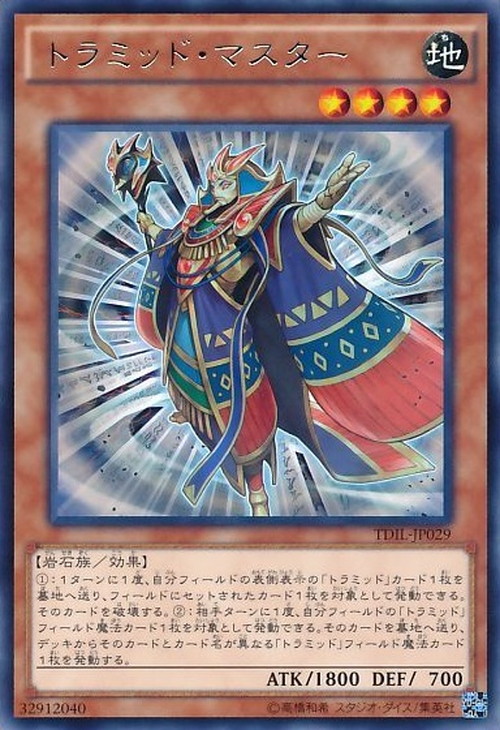 トラミッド・マスター
地
TDIL-JP029
【岩石族/効果】
①:1ターンに1度、自分フィールドの表側表示の「トラミッド」カード1枚を
墓地へ送り、フィールドにセットされたカード1枚を対象として発動できる。
そのカードを破壊する。②:相手ターンに1度、自分フィールドの「トラミッド」
フィールド魔法カード1枚を対象として発動できる。そのカードを墓地へ送り、
デッキからそのカードとカード名が異なる「トラミッド」フィールド魔法カード
1枚を発動する。
ATK/1800 DEF/ 700
32912040 ©高橋和希 スタジオ・ダイス/集英社